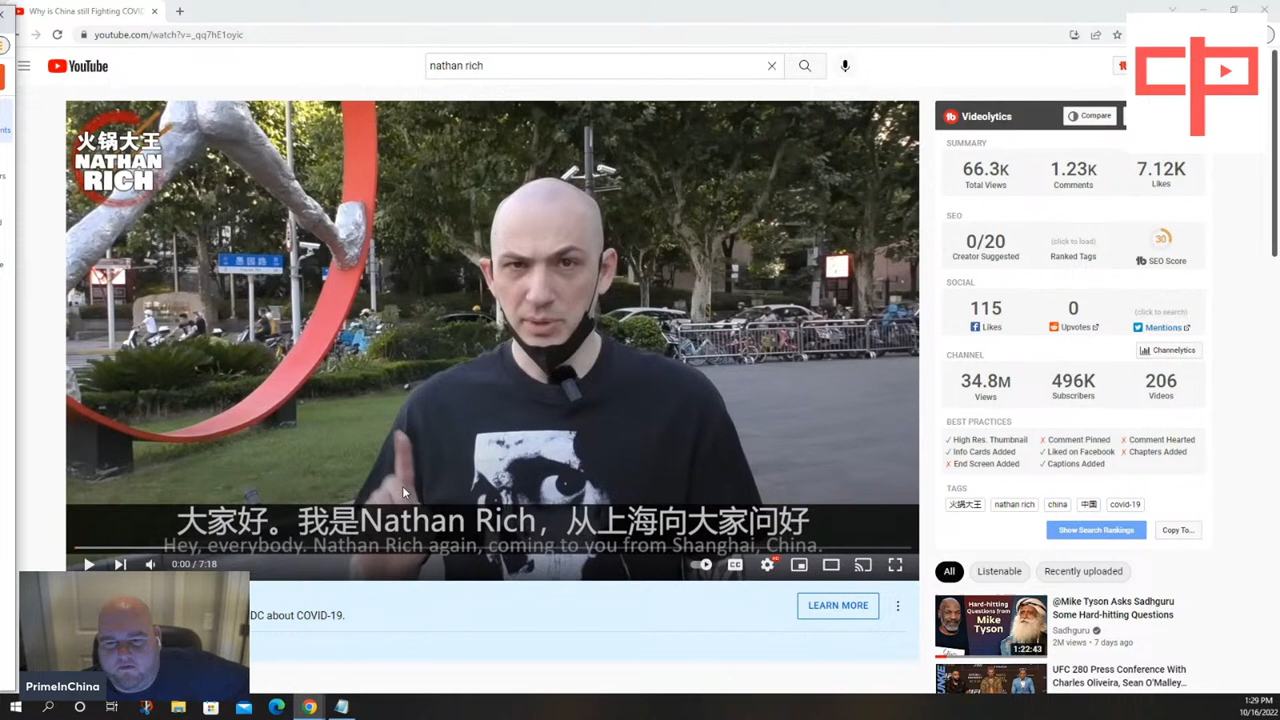 Why is China still Fighting COVID
youtube.com/watch?v=_qq7hE1oyic
YouTube
nathan rich
火锅大王
NATHAN
RICH
大家好。我是Nathan Rich，从上海向大家问好
Hey, everybody. Nathan Rich again, coming to you from Shanghai, China.
0:00 / 7:18
DC about COVID-19.
LEARN MORE
PrimeInChina
Videolytics
Compare
SUMMARY
66.3K 1.23K 7.12K
Total Views Comments Likes
SEO
0/20 (click to load) 30
Creator Suggested Ranked Tags SEO Score
SOCIAL
115 0 (click to search)
Likes Upvotes Mentions
CHANNEL Channelytics
34.8M 496K 206
Views Subscribers Videos
BEST PRACTICES
✓ High Res. Thumbnail ✗ Comment Pinned ✗ Comment Hearted
✓ Info Cards Added ✓ Liked on Facebook ✗ Chapters Added
✗ End Screen Added ✓ Captions Added
TAGS
火锅大王 nathan rich china 中国 covid-19
Show Search Rankings Copy To...
All Listenable Recently uploaded
@Mike Tyson Asks Sadhguru
Some Hard-hitting Questions
Sadhguru
2M views • 7 days ago
Hard-hitting
Questions
from
Mike
Tyson
1:22:43
UFC 280 Press Conference With
Charles Oliveira, Sean O'Malley...
1:29 PM
10/16/2022